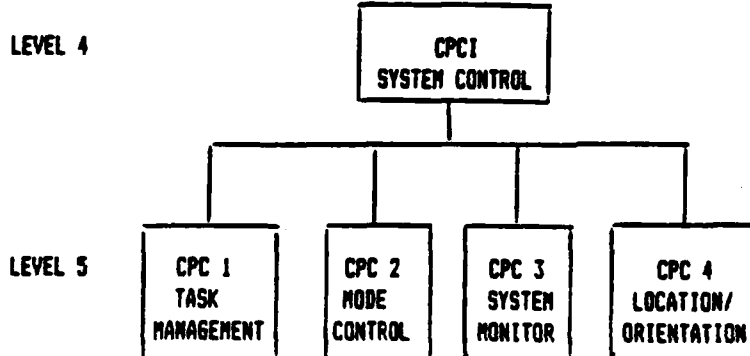 LEVEL 4
CPCI
SYSTEM CONTROL
LEVEL 5
CPC 1
TASK
MANAGEMENT
CPC 2
MODE
CONTROL
CPC 3
SYSTEM
MONITOR
CPC 4
LOCATION/
ORIENTATION